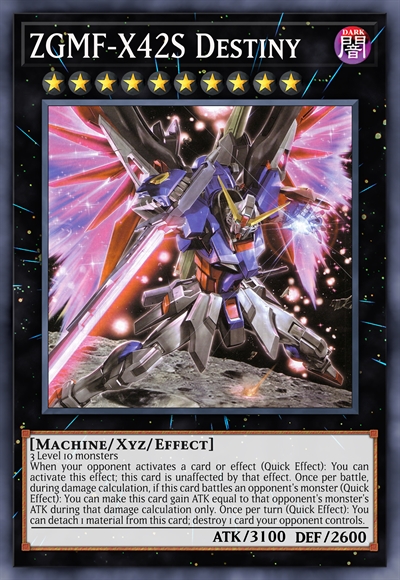 ZGMF-X42S Destiny
DARK
闇
[Machine/Xyz/Effect]
3 Level 10 monsters
When your opponent activates a card or effect (Quick Effect): You can
activate this effect; this card is unaffected by that effect. Once per battle,
during damage calculation, if this card battles an opponent's monster (Quick
Effect): You can make this card gain ATK equal to that opponent's monster's
ATK during that damage calculation only. Once per turn (Quick Effect): You
can detach 1 material from this card; destroy 1 card your opponent controls.
ATK/3100 DEF/2600